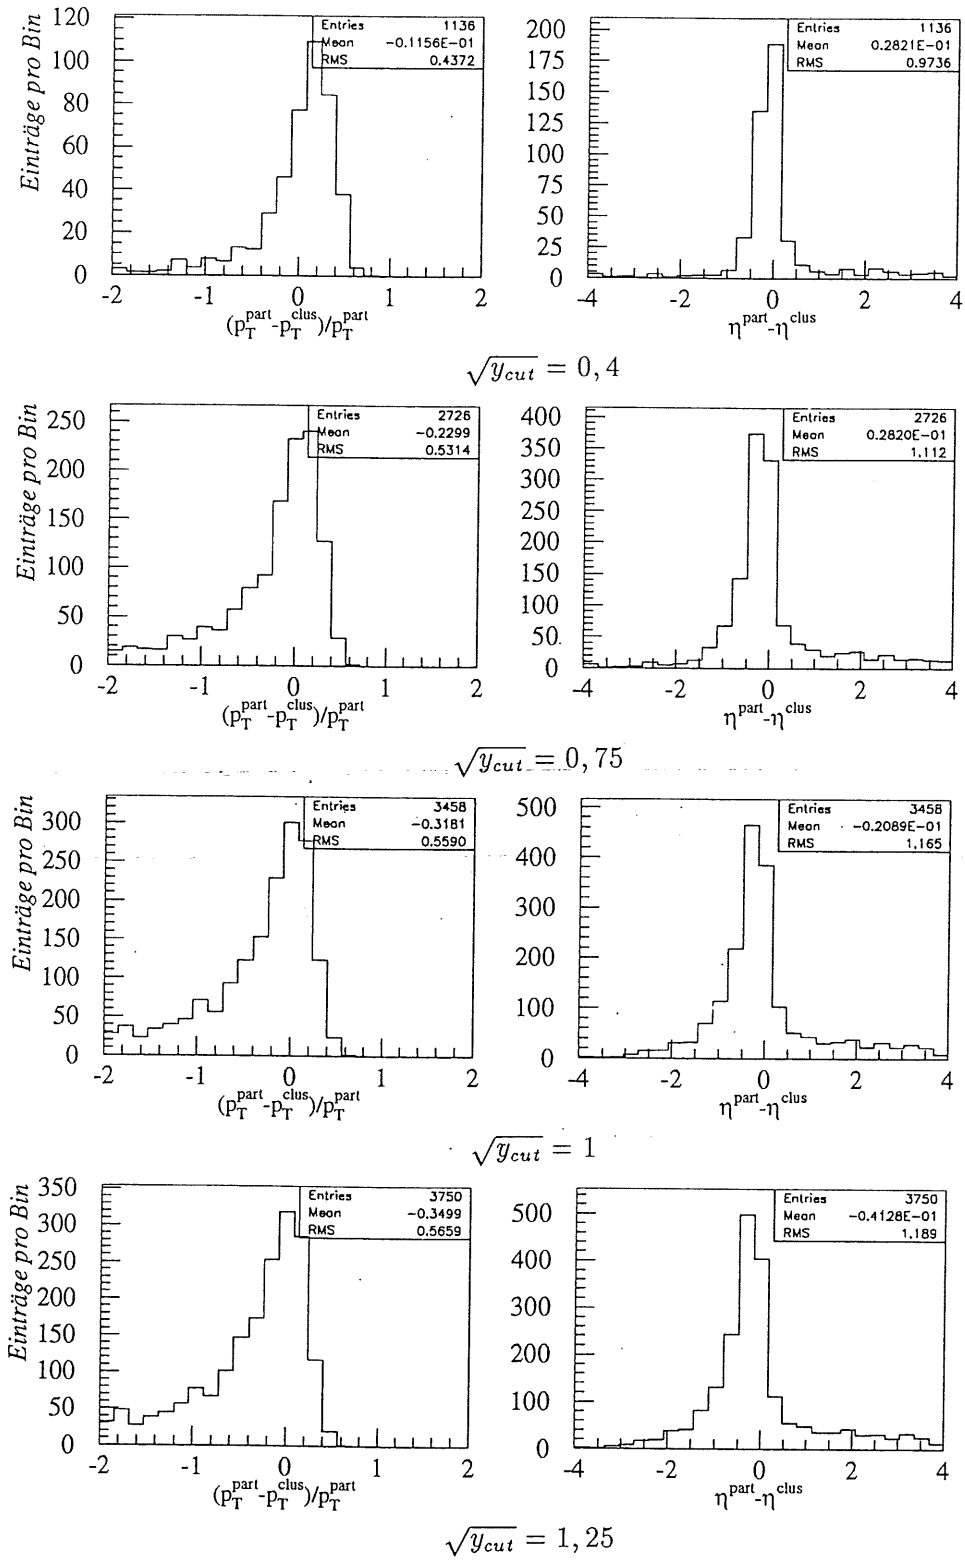 Einträge pro Bin
120
100
80
60
40
20
0
Entries 1136
Mean -0.1156E-01
RMS 0.4372
-2 -1 0 1 2
(p_T^part-p_T^clus)/p_T^part
200
175
150
125
100
75
50
25
0
Entries 1136
Mean 0.2821E-01
RMS 0.9736
-4 -2 0 2 4
η^part-η^clus
√y_cut = 0,4
Einträge pro Bin
250
200
150
100
50
0
Entries 2726
Mean -0.2299
RMS 0.5314
-2 -1 0 1 2
(p_T^part-p_T^clus)/p_T^part
400
350
300
250
200
150
100
50
0
Entries 2726
Mean 0.2820E-01
RMS 1.112
-4 -2 0 2 4
η^part-η^clus
√y_cut = 0,75
Einträge pro Bin
300
250
200
150
100
50
0
Entries 3458
Mean -0.3181
RMS 0.5590
-2 -1 0 1 2
(p_T^part-p_T^clus)/p_T^part
500
400
300
200
100
0
Entries 3458
Mean -0.2089E-01
RMS 1.165
-4 -2 0 2 4
η^part-η^clus
√y_cut = 1
Einträge pro Bin
350
300
250
200
150
100
50
0
Entries 3750
Mean -0.3499
RMS 0.5659
-2 -1 0 1 2
(p_T^part-p_T^clus)/p_T^part
500
400
300
200
100
0
Entries 3750
Mean -0.4128E-01
RMS 1.189
-4 -2 0 2 4
η^part-η^clus
√y_cut = 1,25